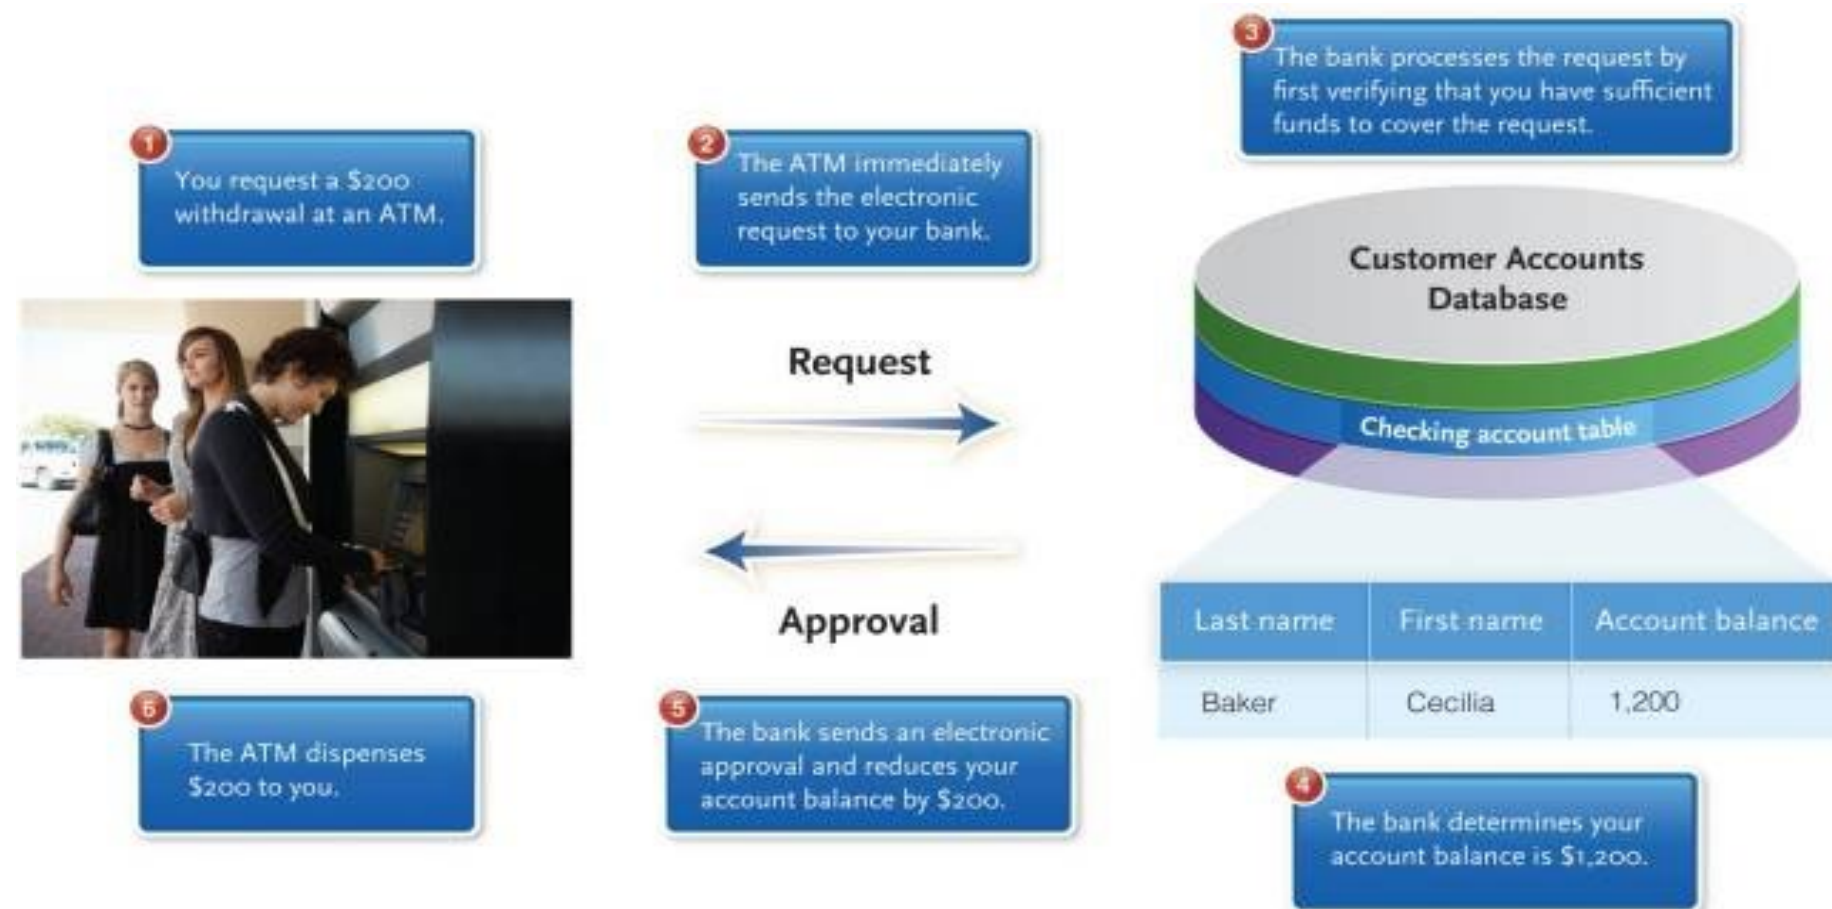 1
You request a $200
withdrawal at an ATM.
2
The ATM immediately
sends the electronic
request to your bank.
3
The bank processes the request by
first verifying that you have sufficient
funds to cover the request.
Customer Accounts
Database
Checking account table
Request
Approval
Last name First name Account balance
Baker Cecilia 1,200
4
The bank determines your
account balance is $1,200.
5
The bank sends an electronic
approval and reduces your
account balance by $200.
6
The ATM dispenses
$200 to you.